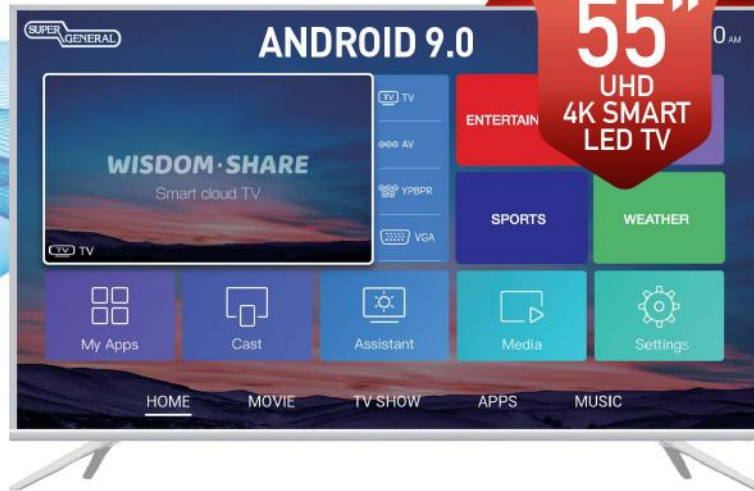 SUPER
GENERAL
ANDROID 9.0
55"
UHD
4K SMART
LED TV
AM
TV
AV
YPBPR
VGA
WISDOM·SHARE
Smart cloud TV
TV
SPORTS
WEATHER
My Apps
Cast
Assistant
Media
Settings
HOME MOVIE TV SHOW APPS MUSIC